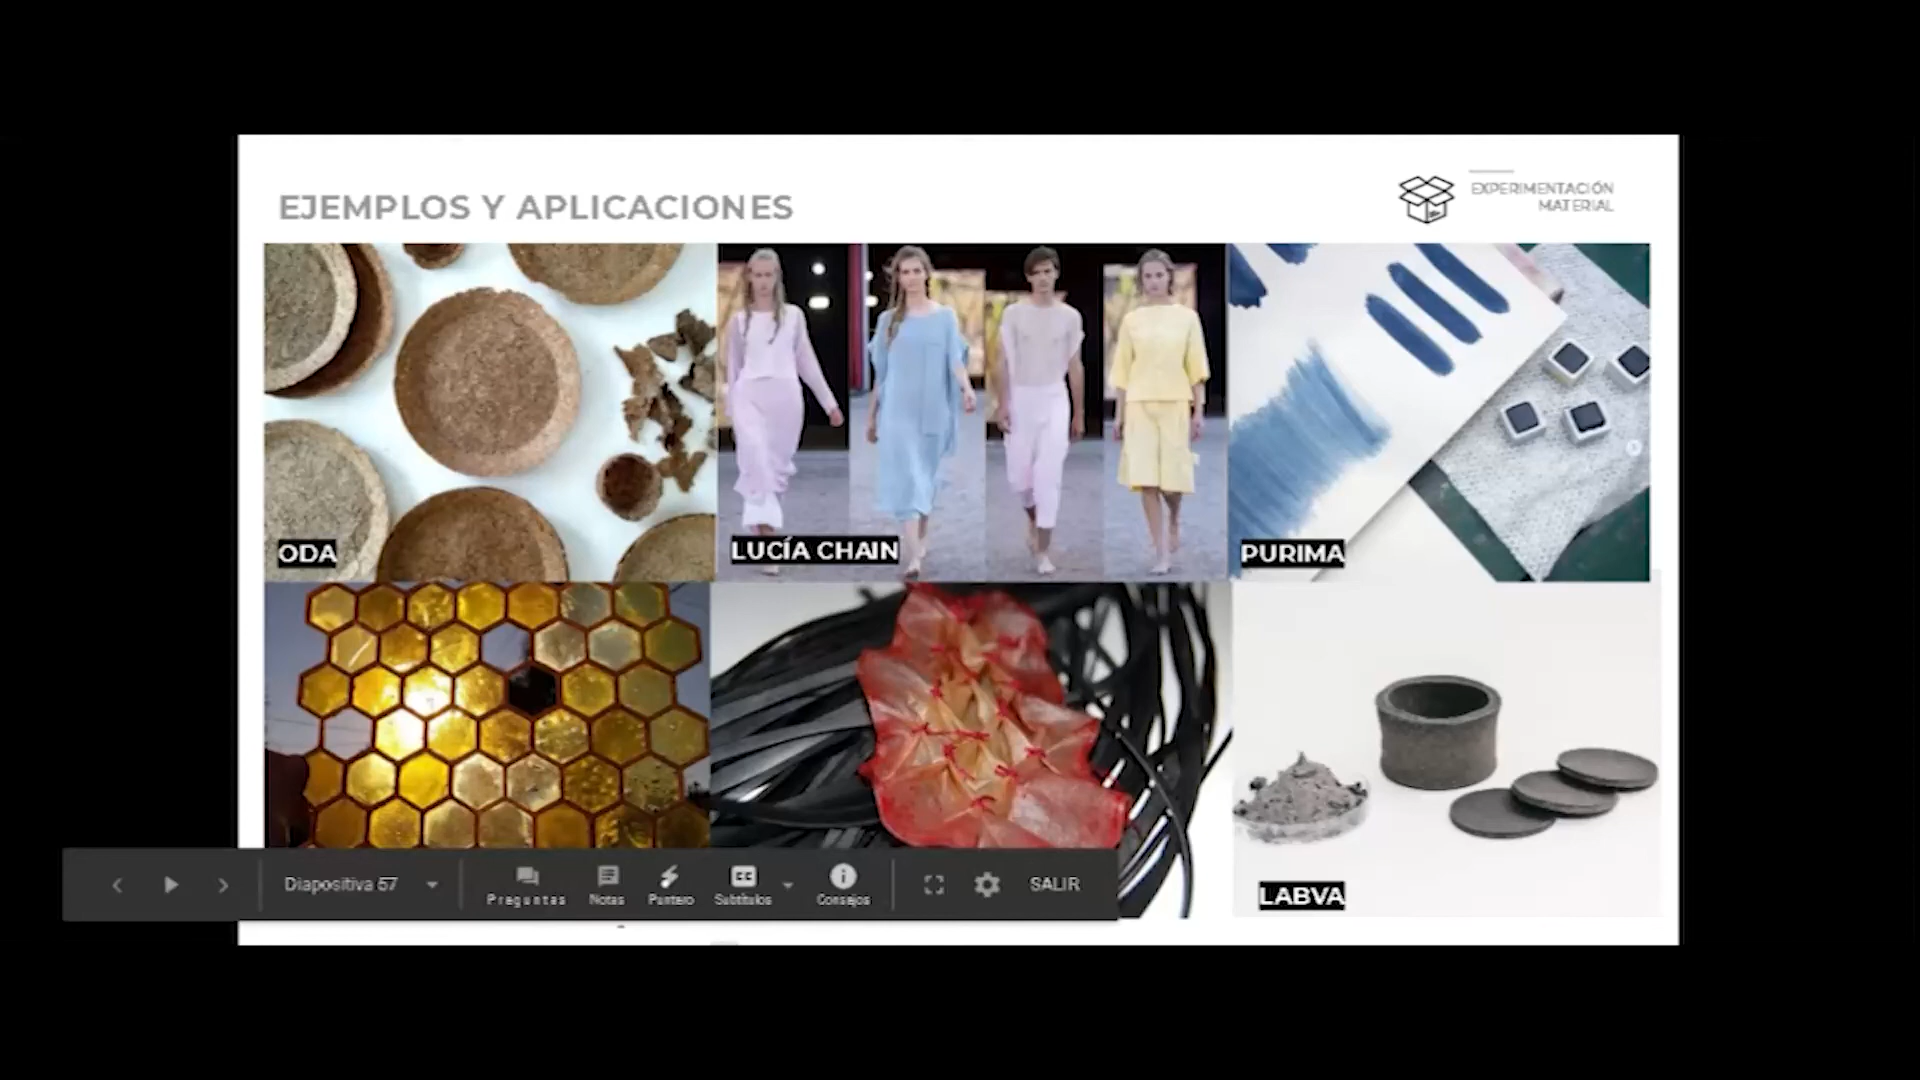 EJEMPLOS Y APLICACIONES
EXPERIMENTACIÓN
MATERIAL
ODA
LUCÍA CHAIN
PURIMA
LABVA
Diapositiva 57
Preguntas
Notas
Puntero
Subtítulos
Consejos
SALIR